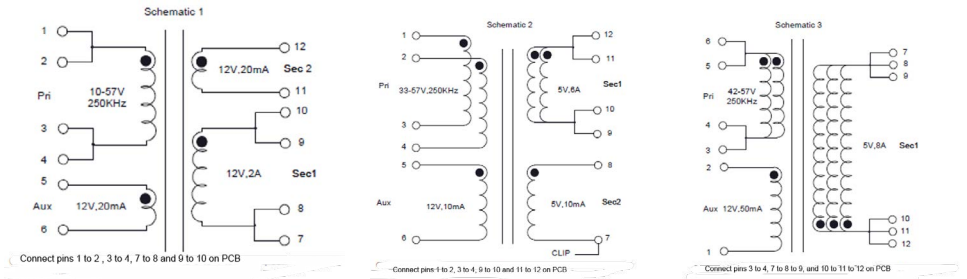 Schematic 1
1
2
Pri
10-57V
250KHz
3
4
5
Aux
12V,20mA
6
12
12V,20mA
Sec 2
11
10
9
12V,2A
Sec1
8
7
Connect pins 1 to 2 , 3 to 4, 7 to 8 and 9 to 10 on PCB
Schematic 2
1
2
Pri
33-57V,250KHz
3
4
5
Aux
12V,10mA
6
12
11
5V,6A
Sec1
10
9
8
5V,10mA
Sec2
7
CLIP
Connect pins 1 to 2, 3 to 4, 9 to 10 and 11 to 12 on PCB
Schematic 3
6
5
Pri
42-57V
250KHz
4
3
2
Aux 12V,50mA
1
7
8
9
5V,8A
Sec1
10
11
12
Connect pins 3 to 4, 7 to 8 to 9, and 10 to 11 to 12 on PCB